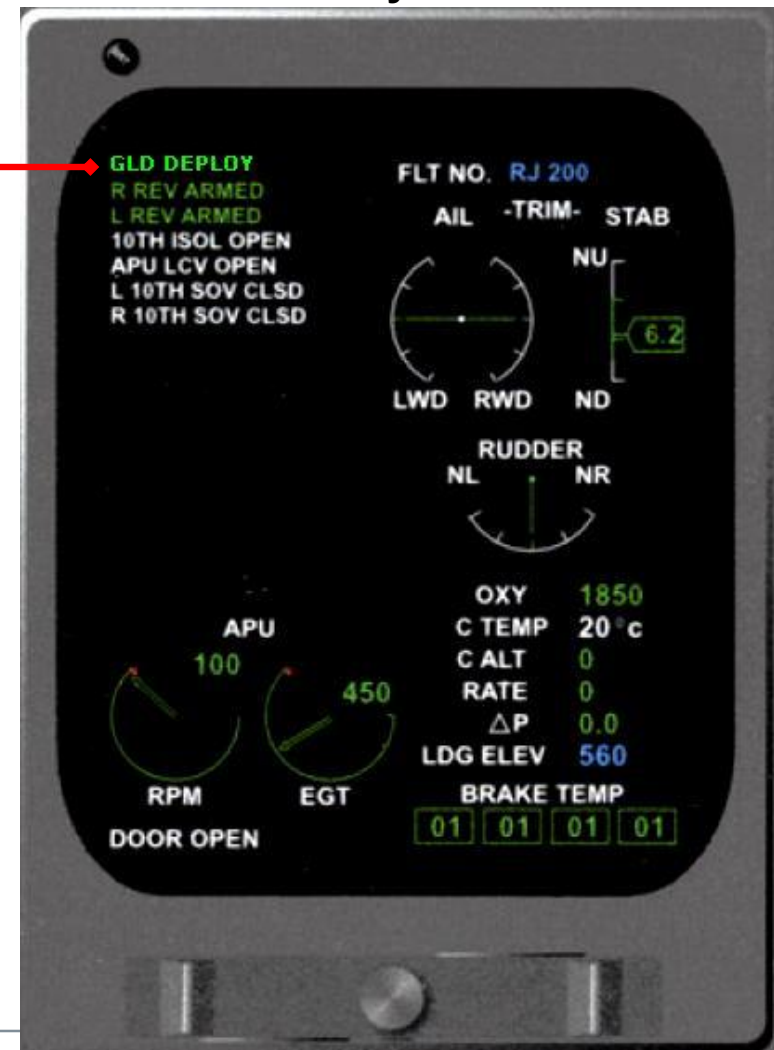 GLD DEPLOY
R REV ARMED
L REV ARMED
10TH ISOL OPEN
APU LCV OPEN
L 10TH SOV CLSD
R 10TH SOV CLSD
FLT NO. RJ 200
-TRIM-
AIL STAB
NU
6.2
LWD RWD ND
RUDDER
NL NR
APU
100
450
RPM EGT
DOOR OPEN
OXY 1850
C TEMP 20°c
C ALT 0
RATE 0
△P 0.0
LDG ELEV 560
BRAKE TEMP
01 01 01 01